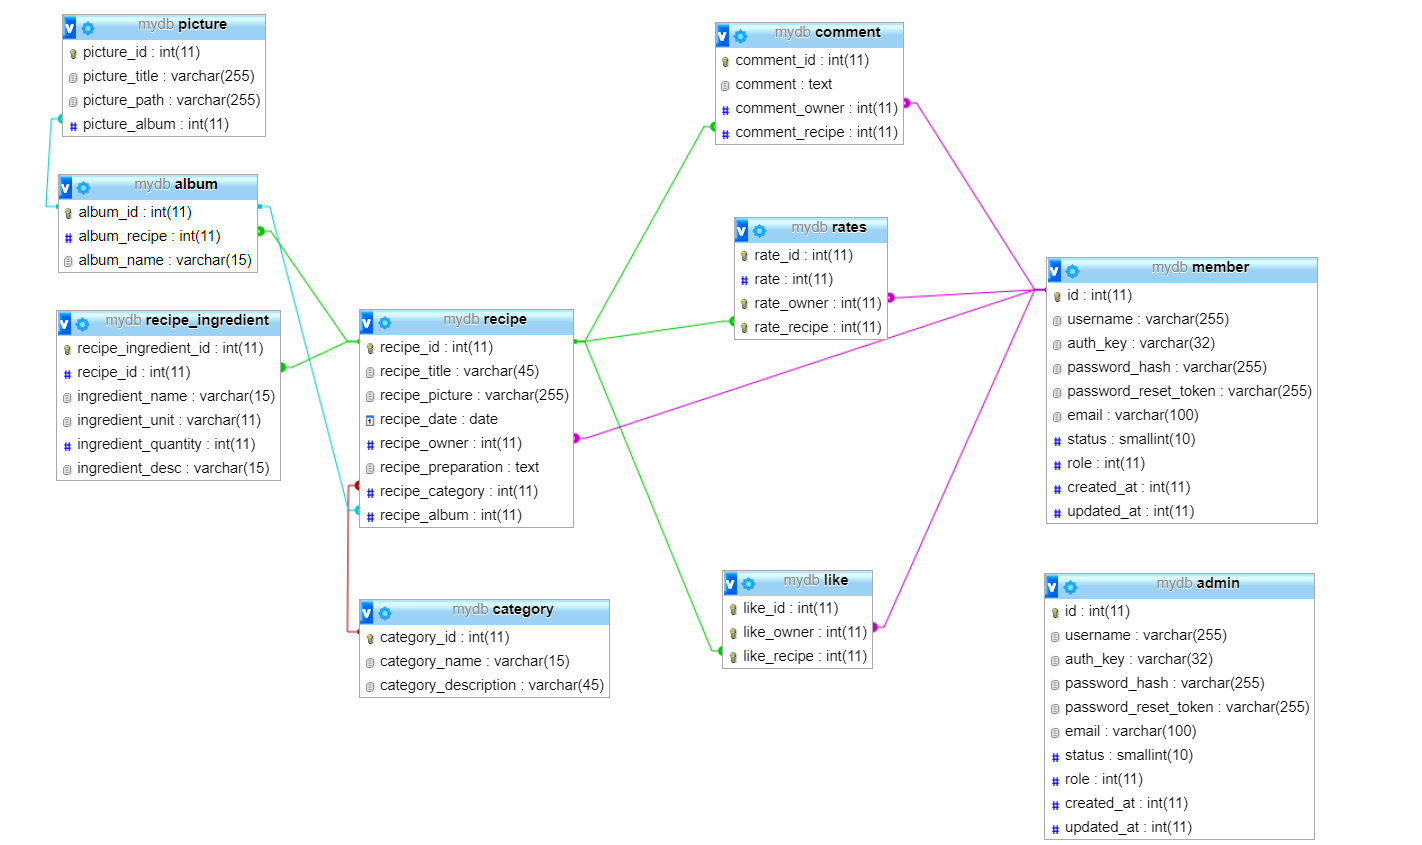 mydb picture
picture_id : int(11)
picture_title : varchar(255)
picture_path : varchar(255)
picture_album : int(11)
mydb album
album_id : int(11)
album_recipe : int(11)
album_name : varchar(15)
mydb recipe_ingredient
recipe_ingredient_id : int(11)
recipe_id : int(11)
ingredient_name : varchar(15)
ingredient_unit : varchar(11)
ingredient_quantity : int(11)
ingredient_desc : varchar(15)
mydb recipe
recipe_id : int(11)
recipe_title : varchar(45)
recipe_picture : varchar(255)
recipe_date : date
recipe_owner : int(11)
recipe_preparation : text
recipe_category : int(11)
recipe_album : int(11)
mydb category
category_id : int(11)
category_name : varchar(15)
category_description : varchar(45)
mydb comment
comment_id : int(11)
comment : text
comment_owner : int(11)
comment_recipe : int(11)
mydb rates
rate_id : int(11)
rate : int(11)
rate_owner : int(11)
rate_recipe : int(11)
mydb like
like_id : int(11)
like_owner : int(11)
like_recipe : int(11)
mydb member
id : int(11)
username : varchar(255)
auth_key : varchar(32)
password_hash : varchar(255)
password_reset_token : varchar(255)
email : varchar(100)
status : smallint(10)
role : int(11)
created_at : int(11)
updated_at : int(11)
mydb admin
id : int(11)
username : varchar(255)
auth_key : varchar(32)
password_hash : varchar(255)
password_reset_token : varchar(255)
email : varchar(100)
status : smallint(10)
role : int(11)
created_at : int(11)
updated_at : int(11)